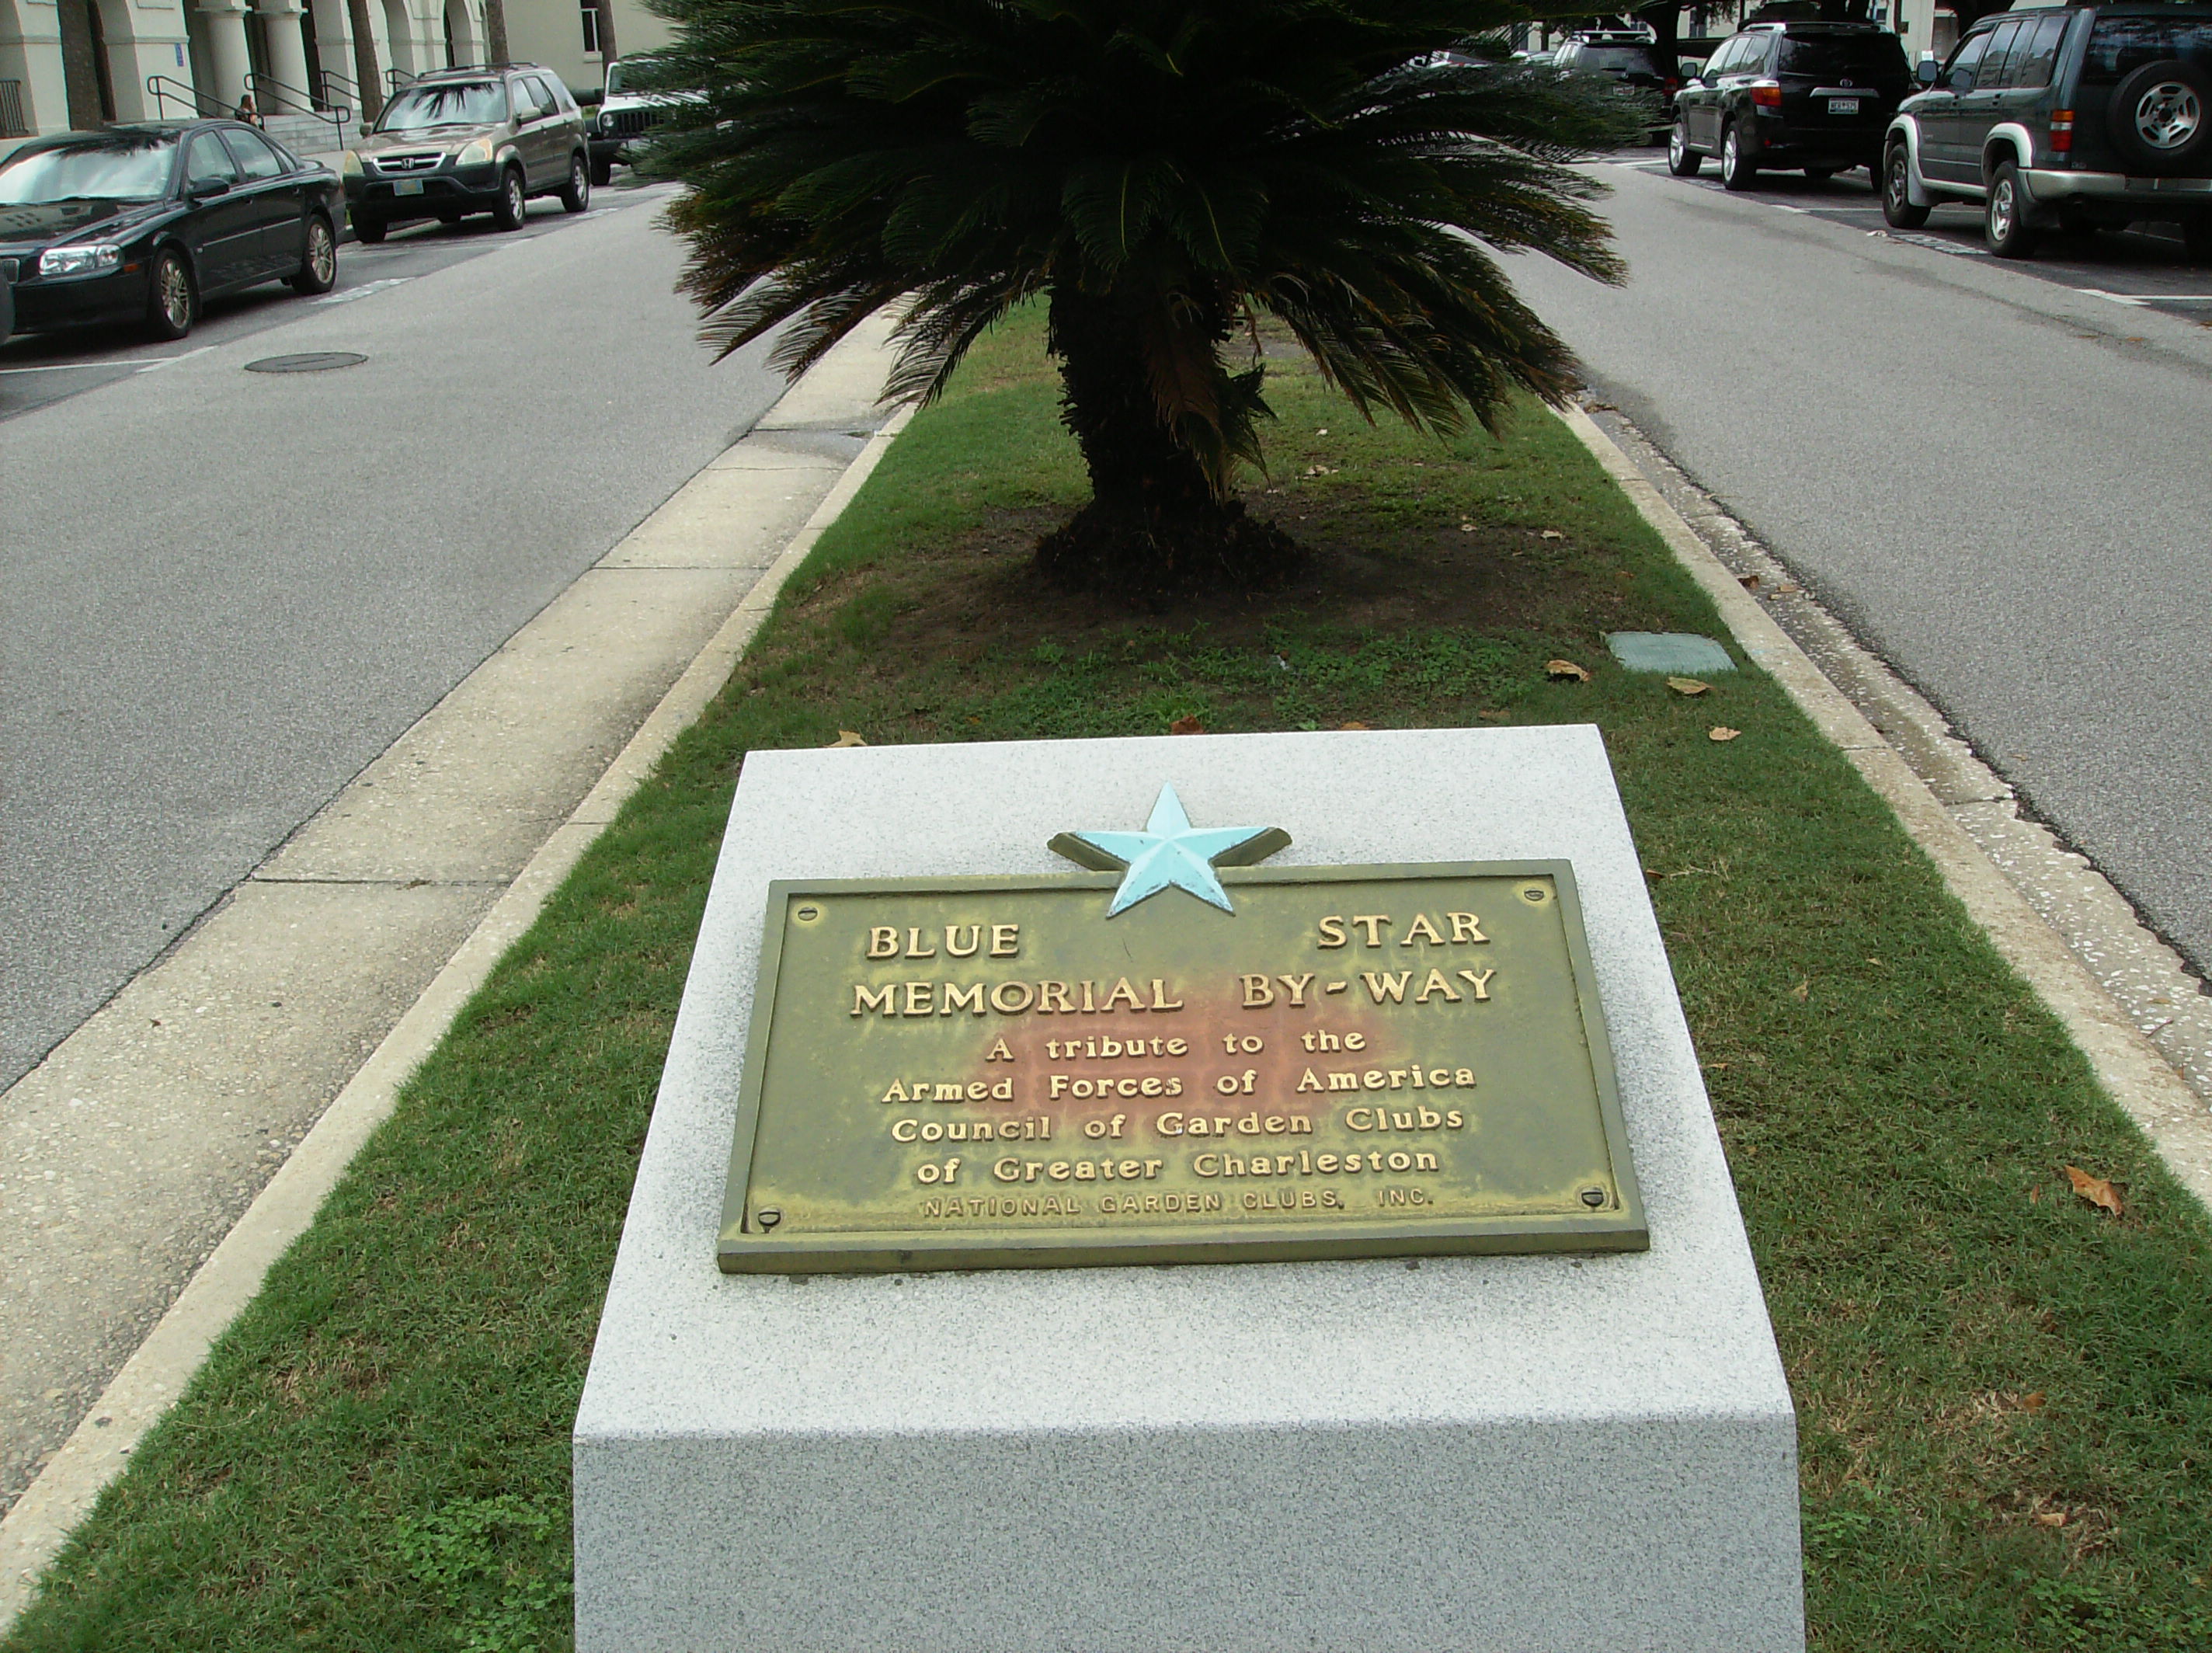 BLUE STAR
MEMORIAL BY-WAY
A tribute to the
Armed Forces of America
Council of Garden Clubs
of Greater Charleston
NATIONAL GARDEN CLUBS, INC.